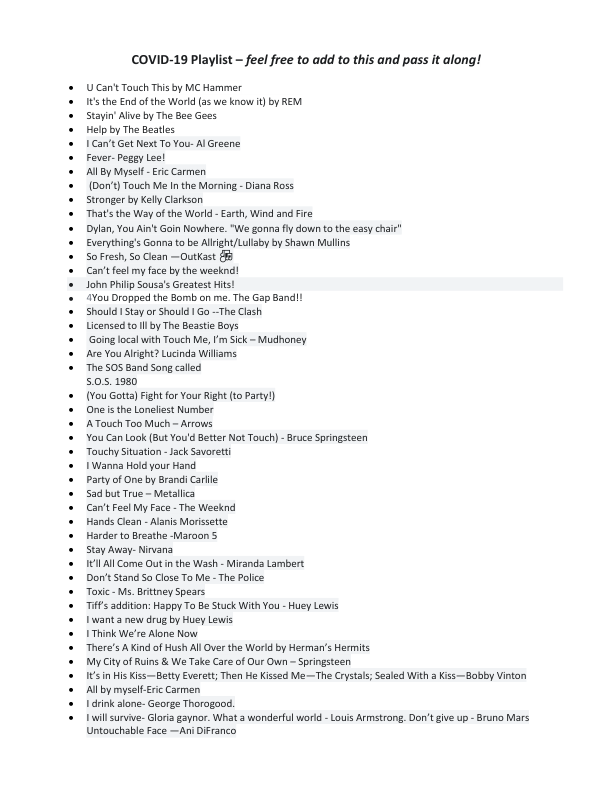 COVID-19 Playlist – feel free to add to this and pass it along!
• U Can't Touch This by MC Hammer
• It's the End of the World (as we know it) by REM
• Stayin' Alive by The Bee Gees
• Help by The Beatles
• I Can't Get Next To You- Al Greene
• Fever- Peggy Lee!
• All By Myself - Eric Carmen
• (Don't) Touch Me In the Morning - Diana Ross
• Stronger by Kelly Clarkson
• That's the Way of the World - Earth, Wind and Fire
• Dylan, You Ain't Goin Nowhere. "We gonna fly down to the easy chair"
• Everything's Gonna to be Allright/Lullaby by Shawn Mullins
• So Fresh, So Clean —OutKast
• Can't feel my face by the weeknd!
• John Philip Sousa's Greatest Hits!
• 4You Dropped the Bomb on me. The Gap Band!!
• Should I Stay or Should I Go --The Clash
• Licensed to Ill by The Beastie Boys
• Going local with Touch Me, I'm Sick – Mudhoney
• Are You Alright? Lucinda Williams
• The SOS Band Song called
S.O.S. 1980
• (You Gotta) Fight for Your Right (to Party!)
• One is the Loneliest Number
• A Touch Too Much – Arrows
• You Can Look (But You'd Better Not Touch) - Bruce Springsteen
• Touchy Situation - Jack Savoretti
• I Wanna Hold your Hand
• Party of One by Brandi Carlile
• Sad but True – Metallica
• Can't Feel My Face - The Weeknd
• Hands Clean - Alanis Morissette
• Harder to Breathe -Maroon 5
• Stay Away- Nirvana
• It'll All Come Out in the Wash - Miranda Lambert
• Don't Stand So Close To Me - The Police
• Toxic - Ms. Brittney Spears
• Tiff's addition: Happy To Be Stuck With You - Huey Lewis
• I want a new drug by Huey Lewis
• I Think We're Alone Now
• There's A Kind of Hush All Over the World by Herman's Hermits
• My City of Ruins & We Take Care of Our Own – Springsteen
• It's in His Kiss—Betty Everett; Then He Kissed Me—The Crystals; Sealed With a Kiss—Bobby Vinton
• All by myself-Eric Carmen
• I drink alone- George Thorogood.
• I will survive- Gloria gaynor. What a wonderful world - Louis Armstrong. Don't give up - Bruno Mars
Untouchable Face —Ani DiFranco